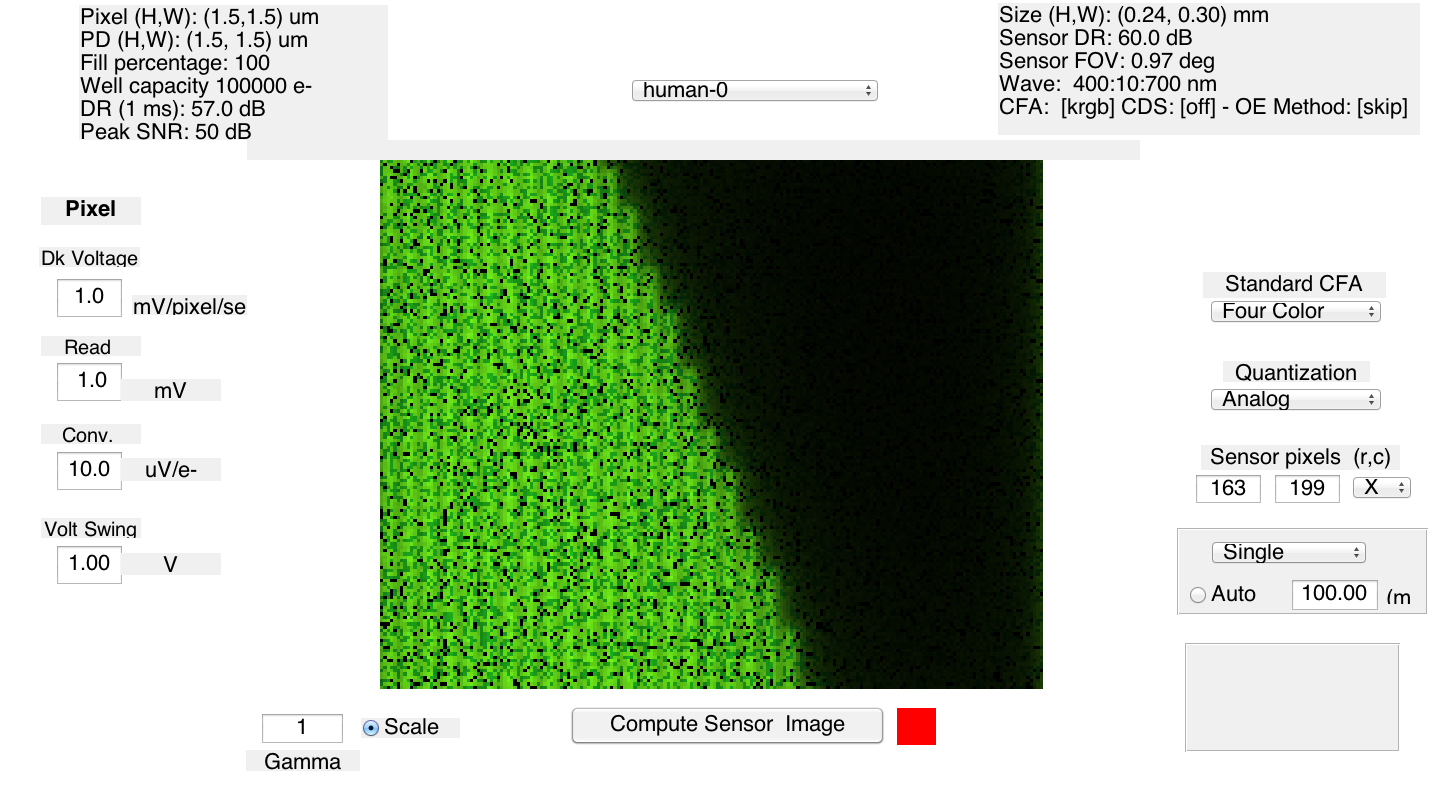 Pixel (H,W): (1.5,1.5) um
PD (H,W): (1.5, 1.5) um
Fill percentage: 100
Well capacity 100000 e-
DR (1 ms): 57.0 dB
Peak SNR: 50 dB
human-0
Size (H,W): (0.24, 0.30) mm
Sensor DR: 60.0 dB
Sensor FOV: 0.97 deg
Wave: 400:10:700 nm
CFA: [krgb] CDS: [off] - OE Method: [skip]
Pixel
Dk Voltage
1.0 mV/pixel/se
Read
1.0 mV
Conv.
10.0 uV/e-
Volt Swing
1.00 V
Standard CFA
Four Color
Quantization
Analog
Sensor pixels (r,c)
163 199 X
Single
Auto 100.00 (m
1 Scale
Gamma
Compute Sensor Image